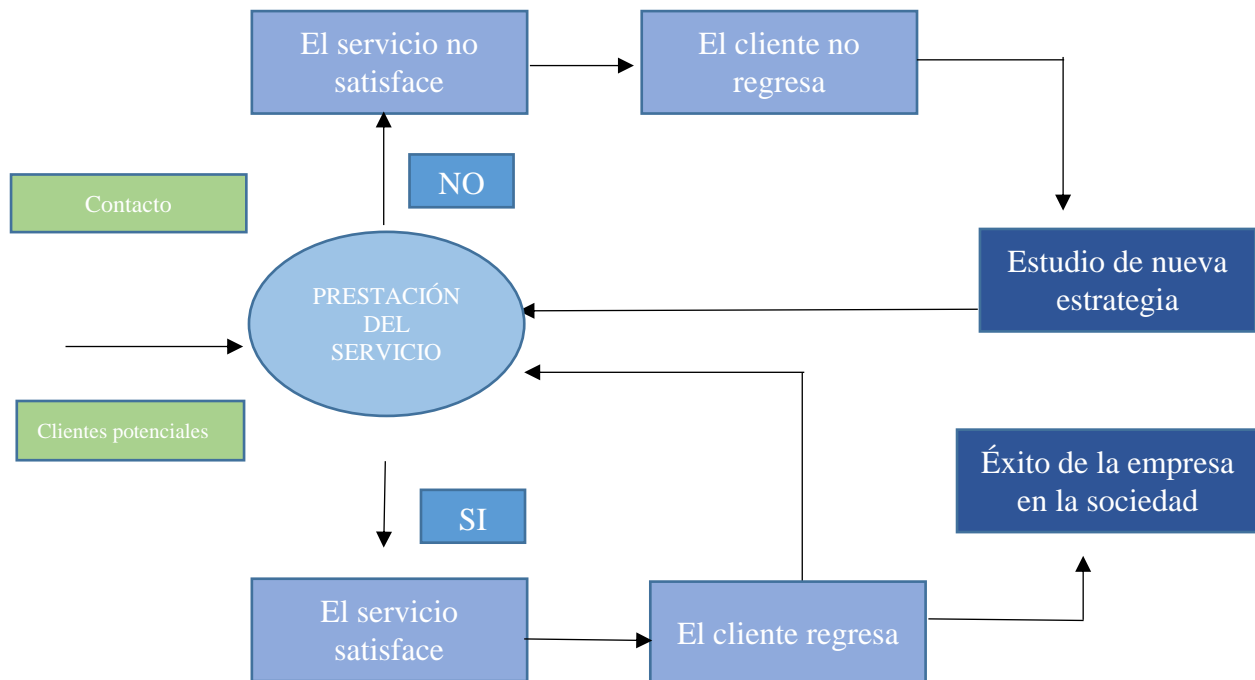 El servicio no
satisface
El cliente no
regresa
NO
Contacto
PRESTACIÓN
DEL
SERVICIO
Estudio de nueva
estrategia
Clientes potenciales
Éxito de la empresa
en la sociedad
SI
El servicio
satisface
El cliente regresa